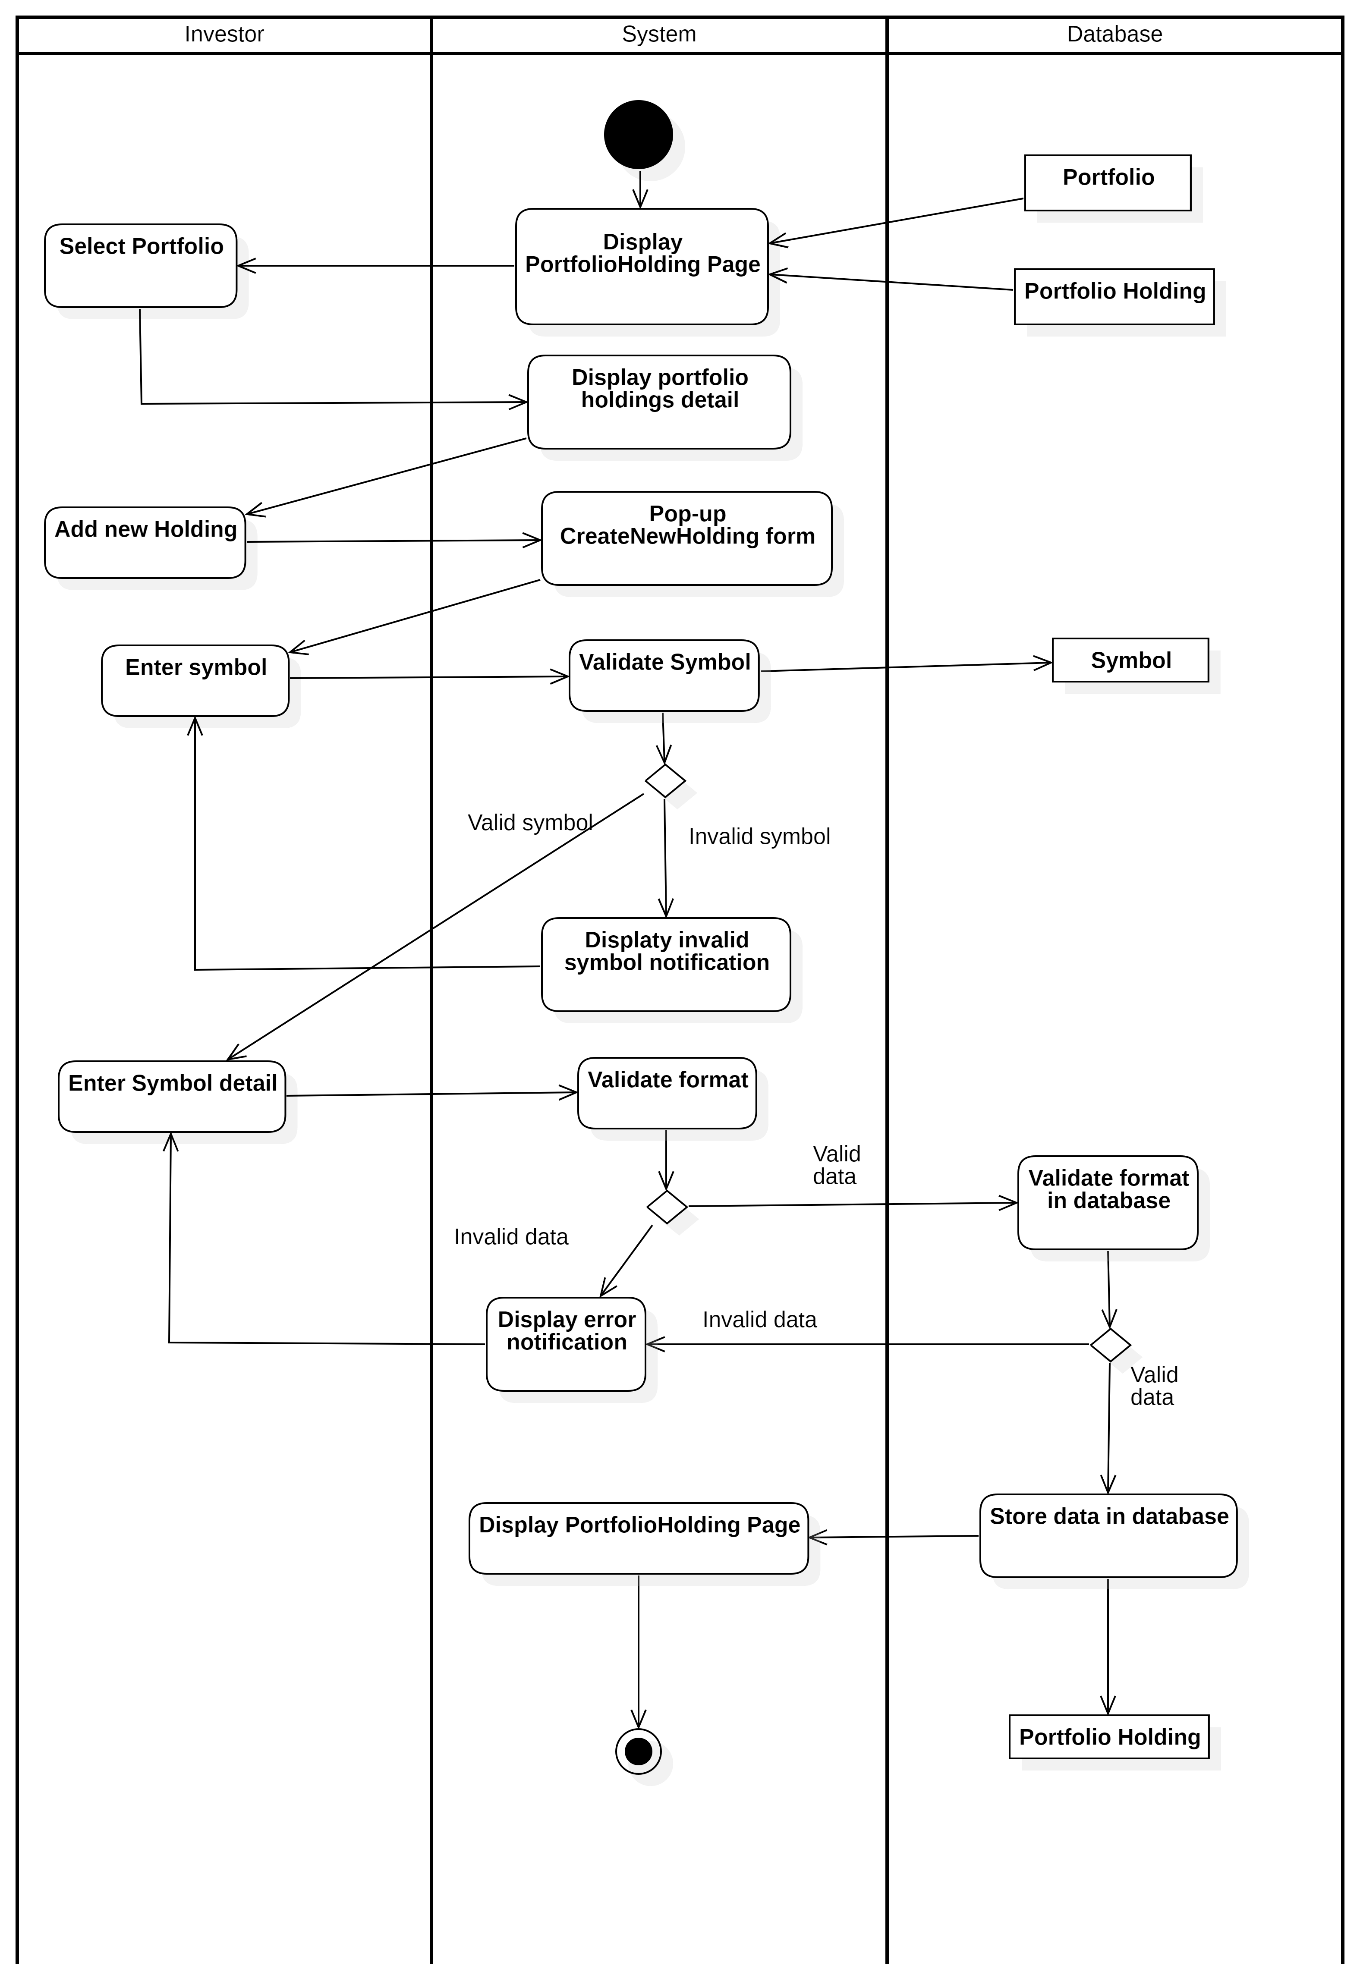 Investor
System
Database
Portfolio
Select Portfolio
Display
PortfolioHolding Page
Portfolio Holding
Display portfolio
holdings detail
Add new Holding
Pop-up
CreateNewHolding form
Enter symbol
Validate Symbol
Symbol
Valid symbol
Invalid symbol
Displaty invalid
symbol notification
Enter Symbol detail
Validate format
Valid
data
Validate format
in database
Invalid data
Display error
notification
Invalid data
Valid
data
Display PortfolioHolding Page
Store data in database
Portfolio Holding